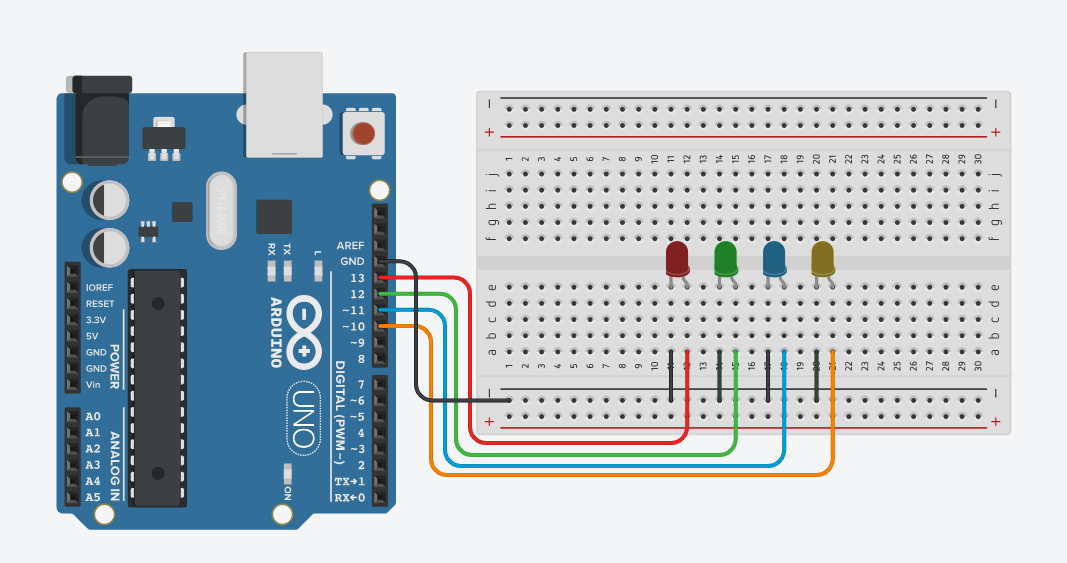 AREF
GND
13
12
~11
~10
~9
8
7
~6
~5
4
~3
2
TX→1
RX←0
DIGITAL (PWM~)
RX
TX
L
ARDUINO
UNO
ON
IOREF
RESET
3.3V
5V
GND
GND
Vin
POWER
A0
A1
A2
A3
A4
A5
ANALOG IN
− −
+ +
1 2 3 4 5 6 7 8 9 10 11 12 13 14 15 16 17 18 19 20 21 22 23 24 25 26 27 28 29 30
j j
i i
h h
g g
f f
e e
d d
c c
b b
a a
1 2 3 4 5 6 7 8 9 10 11 12 13 14 15 16 17 18 19 20 21 22 23 24 25 26 27 28 29 30
− −
+ +